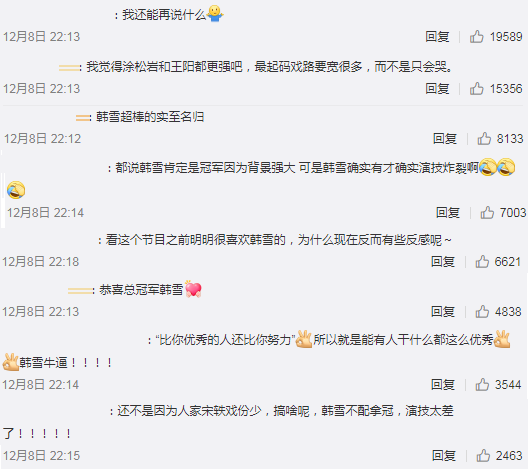 ：我还能再说什么🤷
12月8日 22:13 回复 19589
：我觉得涂松岩和王阳都更强吧，最起码戏路要宽很多，而不是只会哭。
12月8日 22:13 回复 15356
：韩雪超棒的实至名归
12月8日 22:12 回复 8133
：都说韩雪肯定是冠军因为背景强大 可是韩雪确实有才确实演技炸裂啊🤣🤣
🤣
12月8日 22:14 回复 7003
：看这个节目之前明明很喜欢韩雪的，为什么现在反而有些反感呢～
12月8日 22:18 回复 6621
：恭喜总冠军韩雪💘
12月8日 22:13 回复 4838
：“比你优秀的人还比你努力”👌所以就是能有人干什么都这么优秀👌
👌韩雪牛逼！！！！
12月8日 22:14 回复 3544
：还不是因为人家宋轶戏份少，搞啥呢，韩雪不配拿冠，演技太差
了！！！！！
12月8日 22:15 回复 2463